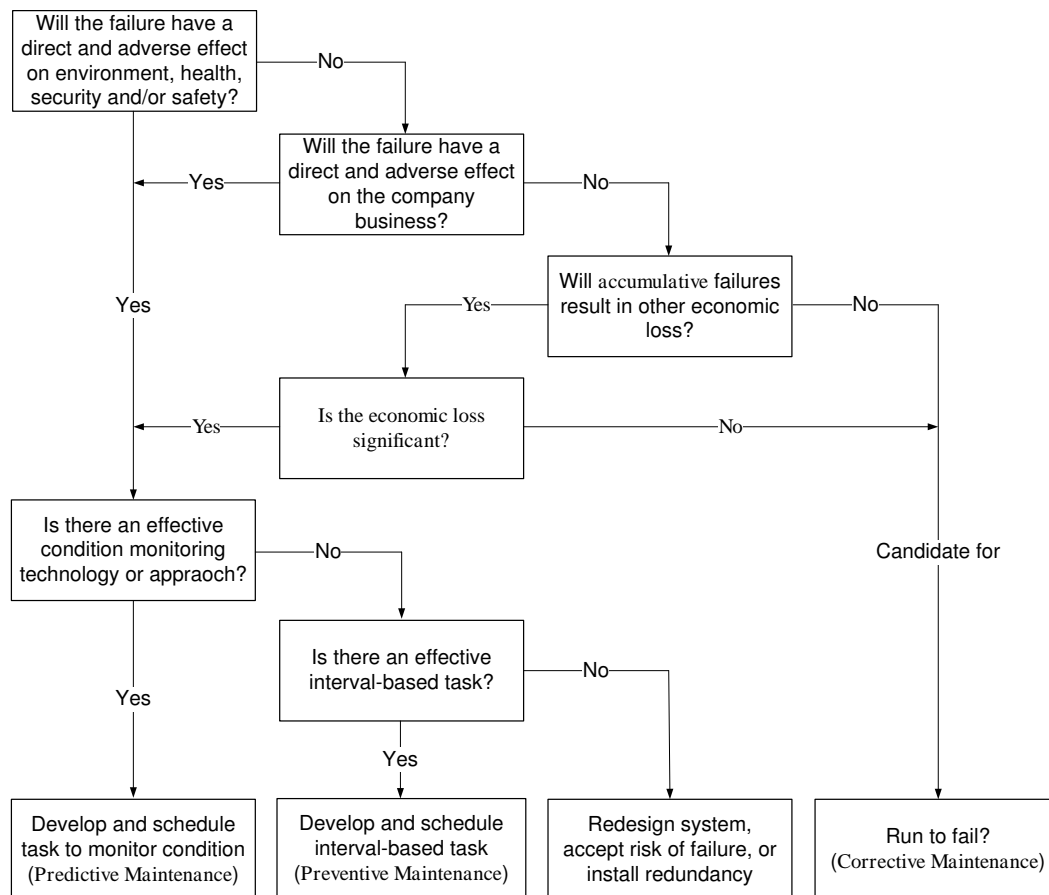 Will the failure have a
direct and adverse effect
on environment, health,
security and/or safety?
No
Will the failure have a
direct and adverse effect
on the company
business?
Yes
No
Will accumulative failures
result in other economic
loss?
Yes
Yes
No
Is the economic loss
significant?
Yes
No
Is there an effective
condition monitoring
technology or appraoch?
No
Candidate for
Is there an effective
interval-based task?
No
Yes
Yes
Develop and schedule
task to monitor condition
(Predictive Maintenance)
Develop and schedule
interval-based task
(Preventive Maintenance)
Redesign system,
accept risk of failure, or
install redundancy
Run to fail?
(Corrective Maintenance)